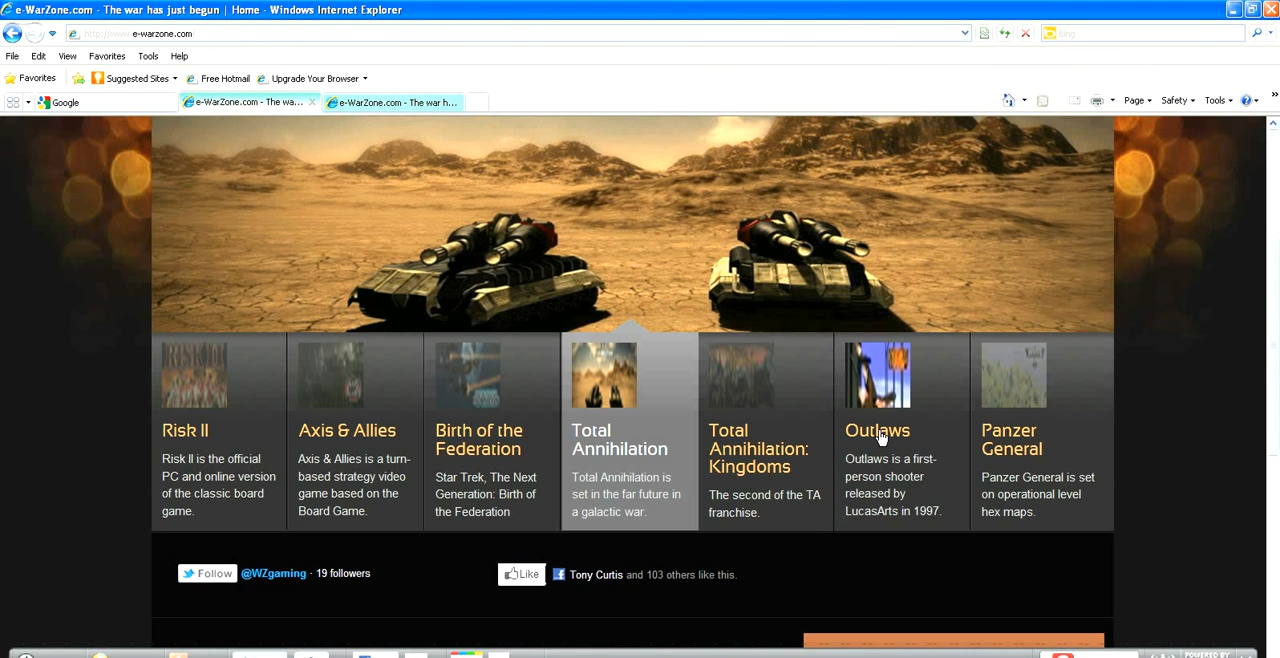 e-WarZone.com - The war has just begun | Home - Windows Internet Explorer
http://www.e-warzone.com
Bing
File Edit View Favorites Tools Help
Favorites Suggested Sites Free Hotmail Upgrade Your Browser
Google e-WarZone.com - The wa... e-WarZone.com - The war h... Page Safety Tools
Risk II
Risk II is the official
PC and online version
of the classic board
game.
Axis & Allies
Axis & Allies is a turn-
based strategy video
game based on the
Board Game.
Birth of the
Federation
Star Trek, The Next
Generation: Birth of
the Federation
Total
Annihilation
Total Annihilation is
set in the far future in
a galactic war.
Total
Annihilation:
Kingdoms
The second of the TA
franchise.
Outlaws
Outlaws is a first-
person shooter
released by
LucasArts in 1997.
Panzer
General
Panzer General is set
on operational level
hex maps.
Follow @WZgaming · 19 followers
Like Tony Curtis and 103 others like this.
POWERED BY